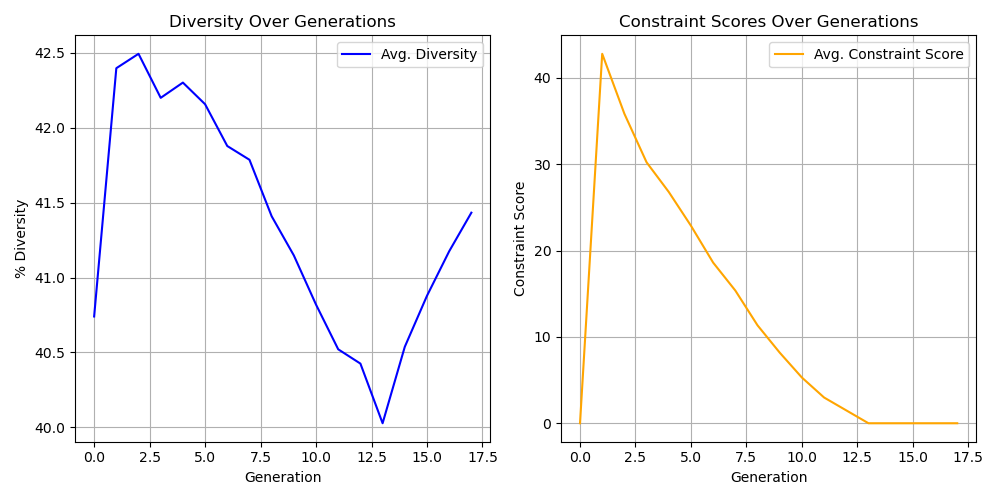 Diversity Over Generations
Avg. Diversity
% Diversity
42.5
42.0
41.5
41.0
40.5
40.0
0.0 2.5 5.0 7.5 10.0 12.5 15.0 17.5
Generation
Constraint Scores Over Generations
Avg. Constraint Score
Constraint Score
40
30
20
10
0
0.0 2.5 5.0 7.5 10.0 12.5 15.0 17.5
Generation